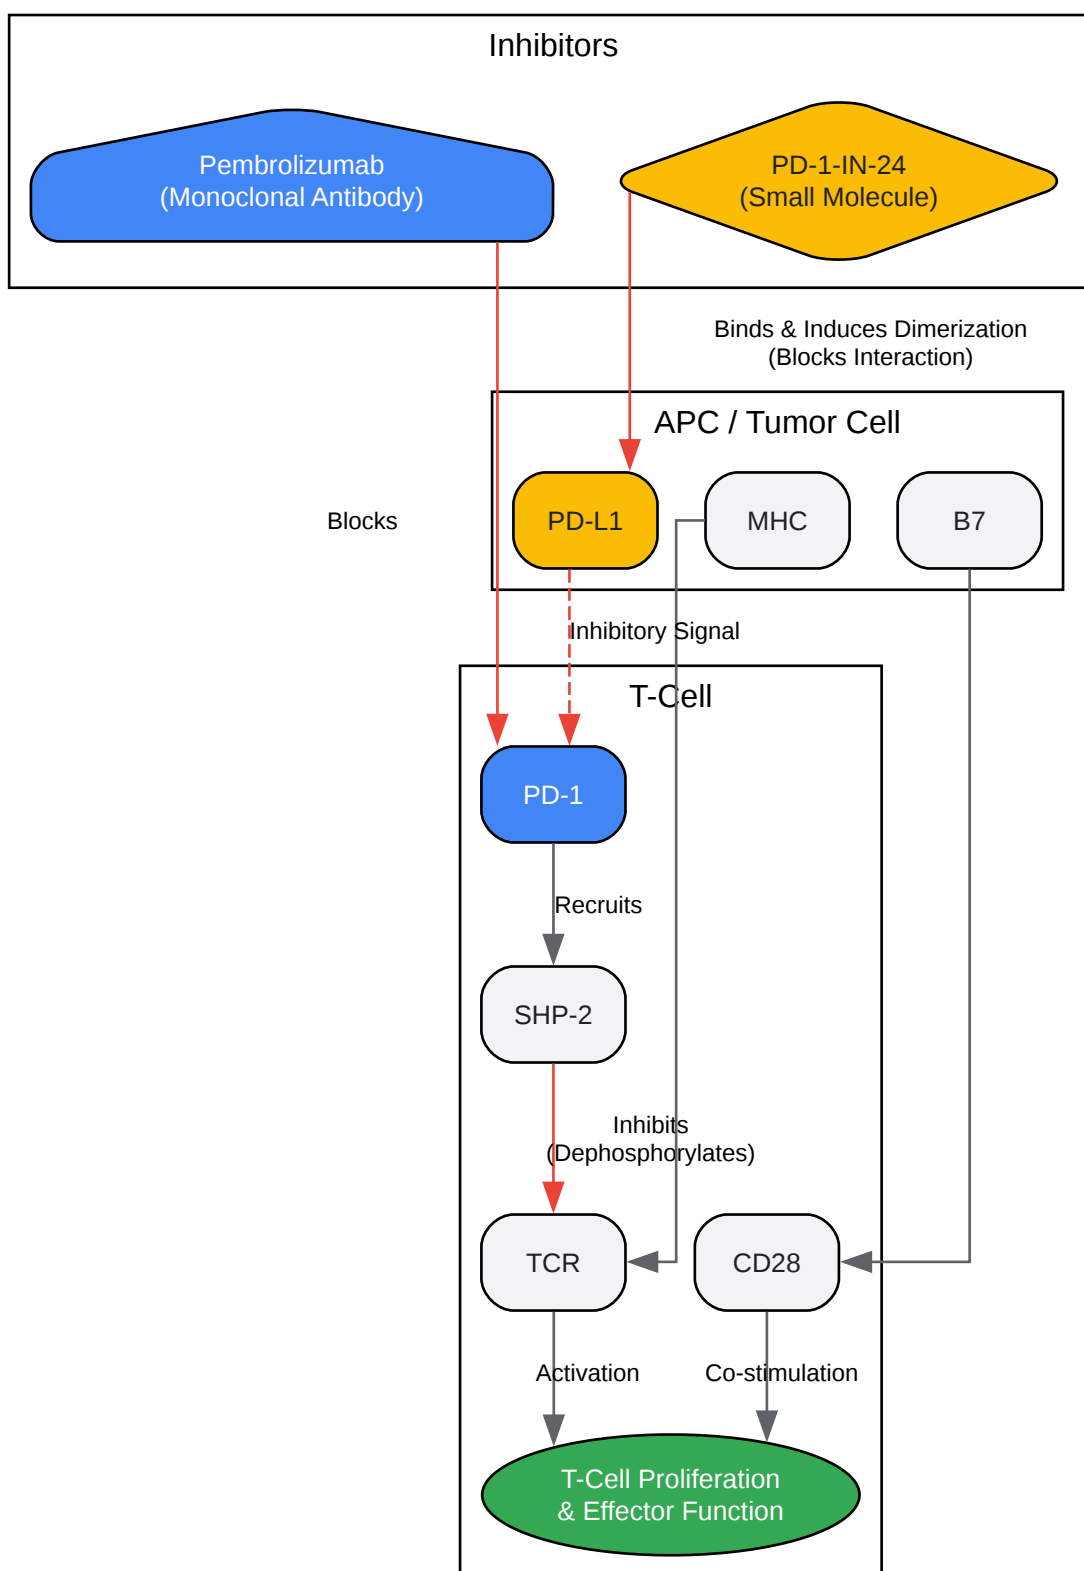 Inhibitors
Pembrolizumab
(Monoclonal Antibody)
PD-1-IN-24
(Small Molecule)
Binds & Induces Dimerization
(Blocks Interaction)
APC / Tumor Cell
Blocks
PD-L1
MHC
B7
Inhibitory Signal
T-Cell
PD-1
Recruits
SHP-2
Inhibits
(Dephosphorylates)
TCR
CD28
Activation
Co-stimulation
T-Cell Proliferation
& Effector Function